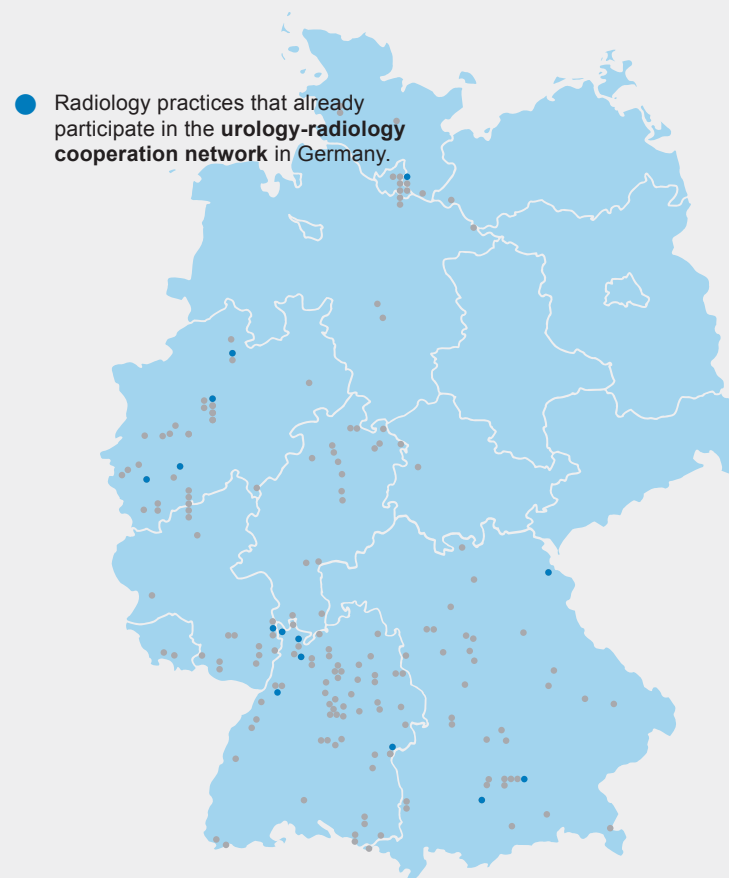 Radiology practices that already
participate in the urology-radiology
cooperation network in Germany.